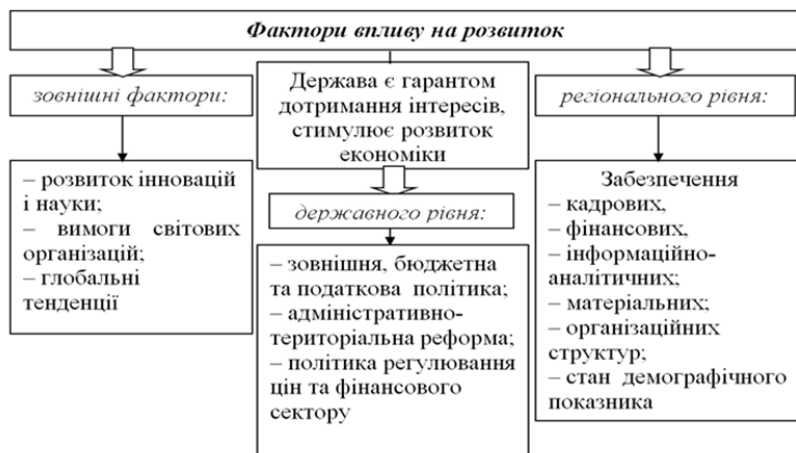 Фактори впливу на розвиток
зовнішні фактори:
– розвиток інновацій
і науки;
– вимоги світових
організацій;
– глобальні
тенденції
Держава є гарантом
дотримання інтересів,
стимулює розвиток
економіки
державного рівня:
– зовнішня, бюджетна
та податкова політика;
– адміністративно-
територіальна реформа;
– політика регулювання
цін та фінансового
сектору
регіонального рівня:
Забезпечення
– кадрових,
– фінансових,
– інформаційно-
аналітичних;
– матеріальних;
– організаційних
структур;
– стан демографічного
показника